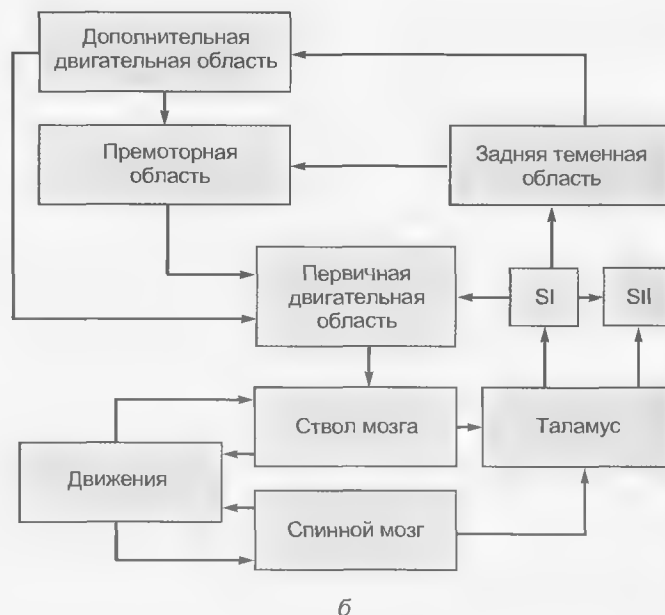 Дополнительная
двигательная область
Премоторная
область
Задняя теменная
область
Первичная
двигательная
область
SI
SII
Ствол мозга
Таламус
Движения
Спинной мозг
б